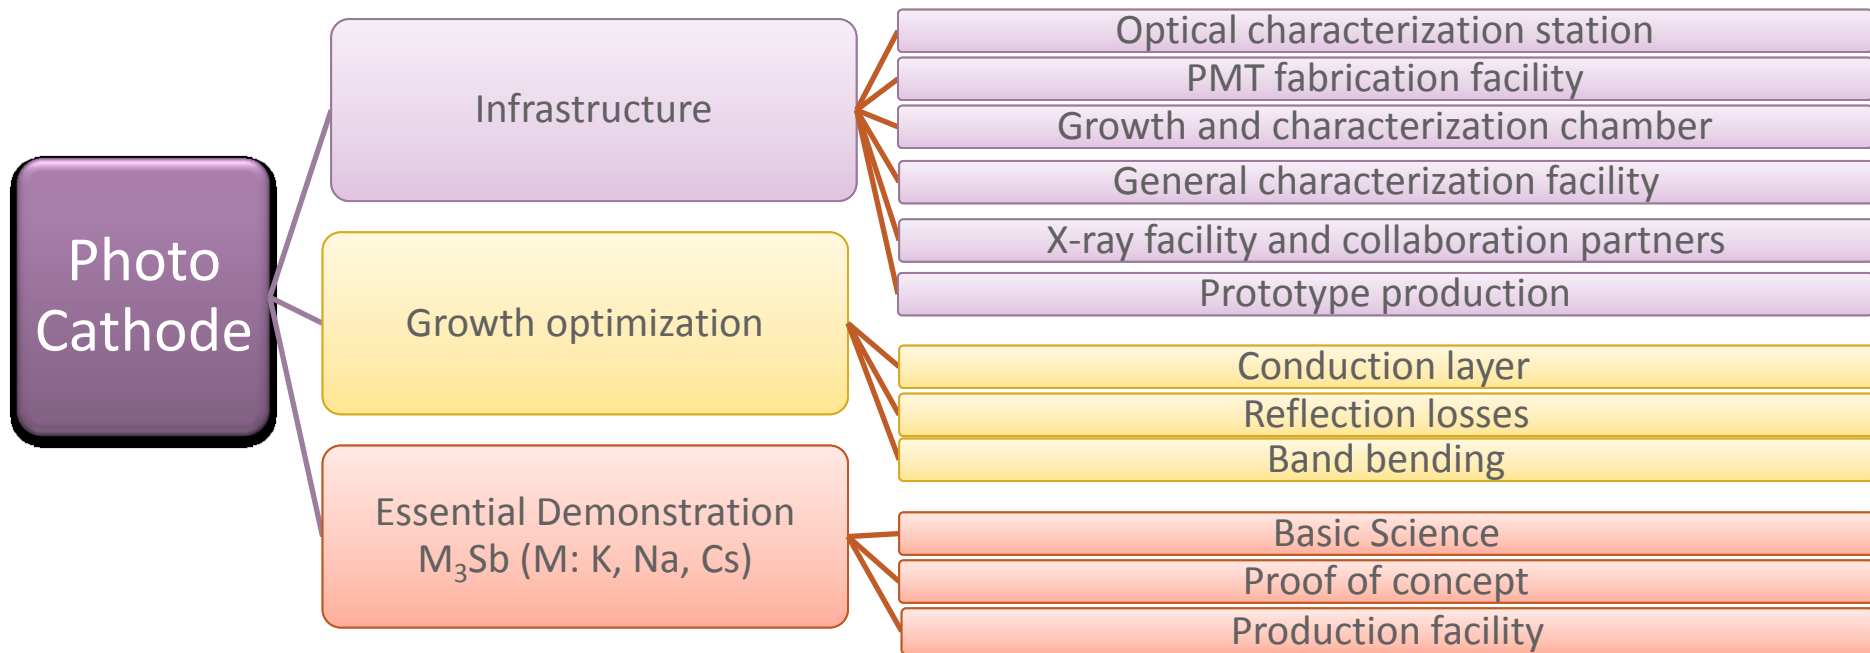 Photo
Cathode
Infrastructure
Optical characterization station
PMT fabrication facility
Growth and characterization chamber
General characterization facility
X-ray facility and collaboration partners
Prototype production
Growth optimization
Conduction layer
Reflection losses
Band bending
Essential Demonstration
M₃Sb (M: K, Na, Cs)
Basic Science
Proof of concept
Production facility